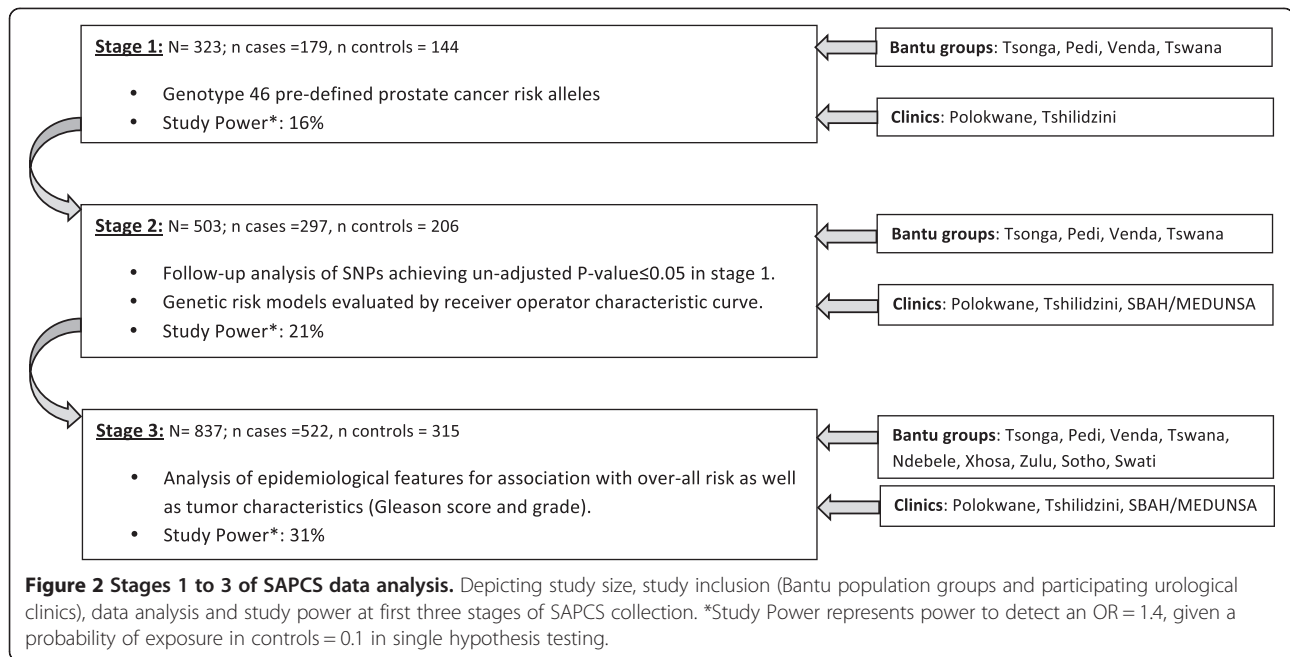 Stage 1: N= 323; n cases =179, n controls = 144
• Genotype 46 pre-defined prostate cancer risk alleles
• Study Power*: 16%
Bantu groups: Tsonga, Pedi, Venda, Tswana
Clinics: Polokwane, Tshilidzini
Stage 2: N= 503; n cases =297, n controls = 206
• Follow-up analysis of SNPs achieving un-adjusted P-value≤0.05 in stage 1.
• Genetic risk models evaluated by receiver operator characteristic curve.
• Study Power*: 21%
Bantu groups: Tsonga, Pedi, Venda, Tswana
Clinics: Polokwane, Tshilidzini, SBAH/MEDUNSA
Stage 3: N= 837; n cases =522, n controls = 315
• Analysis of epidemiological features for association with over-all risk as well
as tumor characteristics (Gleason score and grade).
• Study Power*: 31%
Bantu groups: Tsonga, Pedi, Venda, Tswana,
Ndebele, Xhosa, Zulu, Sotho, Swati
Clinics: Polokwane, Tshilidzini, SBAH/MEDUNSA
Figure 2 Stages 1 to 3 of SAPCS data analysis. Depicting study size, study inclusion (Bantu population groups and participating urological
clinics), data analysis and study power at first three stages of SAPCS collection. *Study Power represents power to detect an OR = 1.4, given a
probability of exposure in controls = 0.1 in single hypothesis testing.